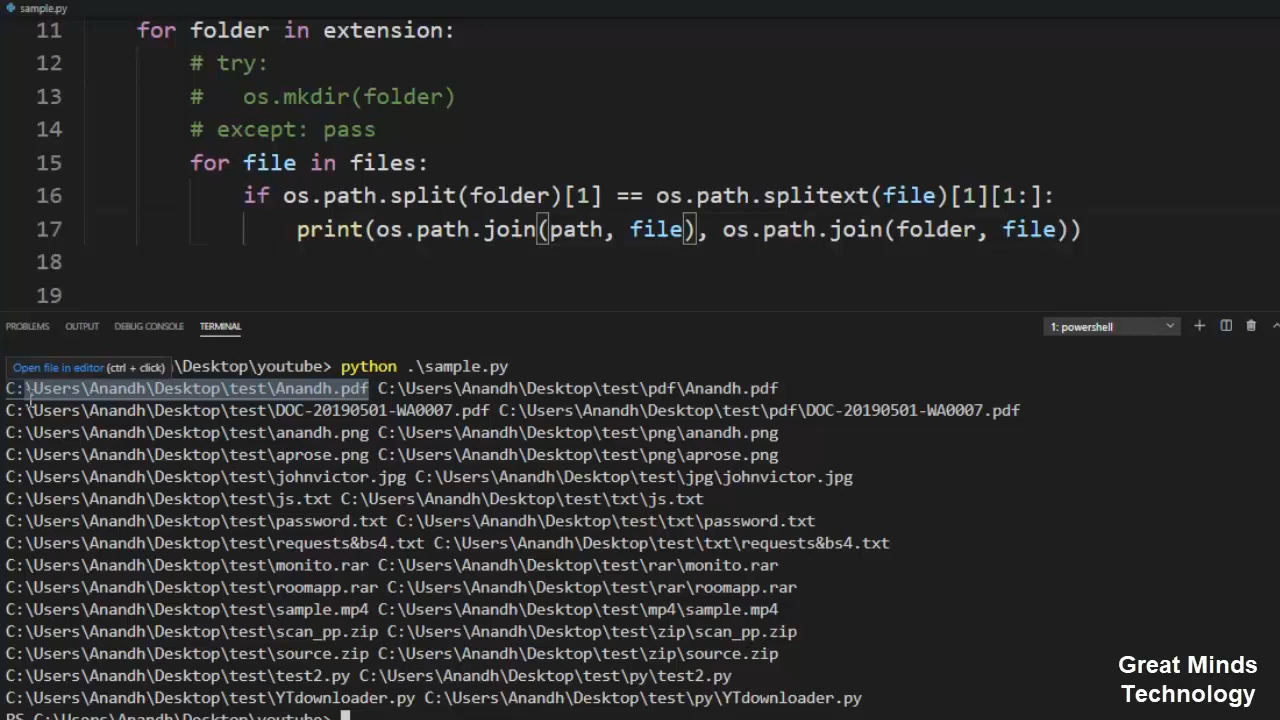 sample.py
11 for folder in extension:
12 # try:
13 #   os.mkdir(folder)
14 # except: pass
15 for file in files:
16 if os.path.split(folder)[1] == os.path.splitext(file)[1][1:]:
17 print(os.path.join(path, file), os.path.join(folder, file))
18
19
PROBLEMS OUTPUT DEBUG CONSOLE TERMINAL 1: powershell
Open file in editor (ctrl + click) \Desktop\youtube> python .\sample.py
C:\Users\Anandh\Desktop\test\Anandh.pdf C:\Users\Anandh\Desktop\test\pdf\Anandh.pdf
C:\Users\Anandh\Desktop\test\DOC-20190501-WA0007.pdf C:\Users\Anandh\Desktop\test\pdf\DOC-20190501-WA0007.pdf
C:\Users\Anandh\Desktop\test\anandh.png C:\Users\Anandh\Desktop\test\png\anandh.png
C:\Users\Anandh\Desktop\test\aprose.png C:\Users\Anandh\Desktop\test\png\aprose.png
C:\Users\Anandh\Desktop\test\johnvictor.jpg C:\Users\Anandh\Desktop\test\jpg\johnvictor.jpg
C:\Users\Anandh\Desktop\test\js.txt C:\Users\Anandh\Desktop\test\txt\js.txt
C:\Users\Anandh\Desktop\test\password.txt C:\Users\Anandh\Desktop\test\txt\password.txt
C:\Users\Anandh\Desktop\test\requests&bs4.txt C:\Users\Anandh\Desktop\test\txt\requests&bs4.txt
C:\Users\Anandh\Desktop\test\monito.rar C:\Users\Anandh\Desktop\test\rar\monito.rar
C:\Users\Anandh\Desktop\test\roomapp.rar C:\Users\Anandh\Desktop\test\rar\roomapp.rar
C:\Users\Anandh\Desktop\test\sample.mp4 C:\Users\Anandh\Desktop\test\mp4\sample.mp4
C:\Users\Anandh\Desktop\test\scan_pp.zip C:\Users\Anandh\Desktop\test\zip\scan_pp.zip
C:\Users\Anandh\Desktop\test\source.zip C:\Users\Anandh\Desktop\test\zip\source.zip
C:\Users\Anandh\Desktop\test\test2.py C:\Users\Anandh\Desktop\test\py\test2.py
C:\Users\Anandh\Desktop\test\YTdownloader.py C:\Users\Anandh\Desktop\test\py\YTdownloader.py
PS C:\Users\Anandh\Desktop\youtube>
Great Minds
Technology